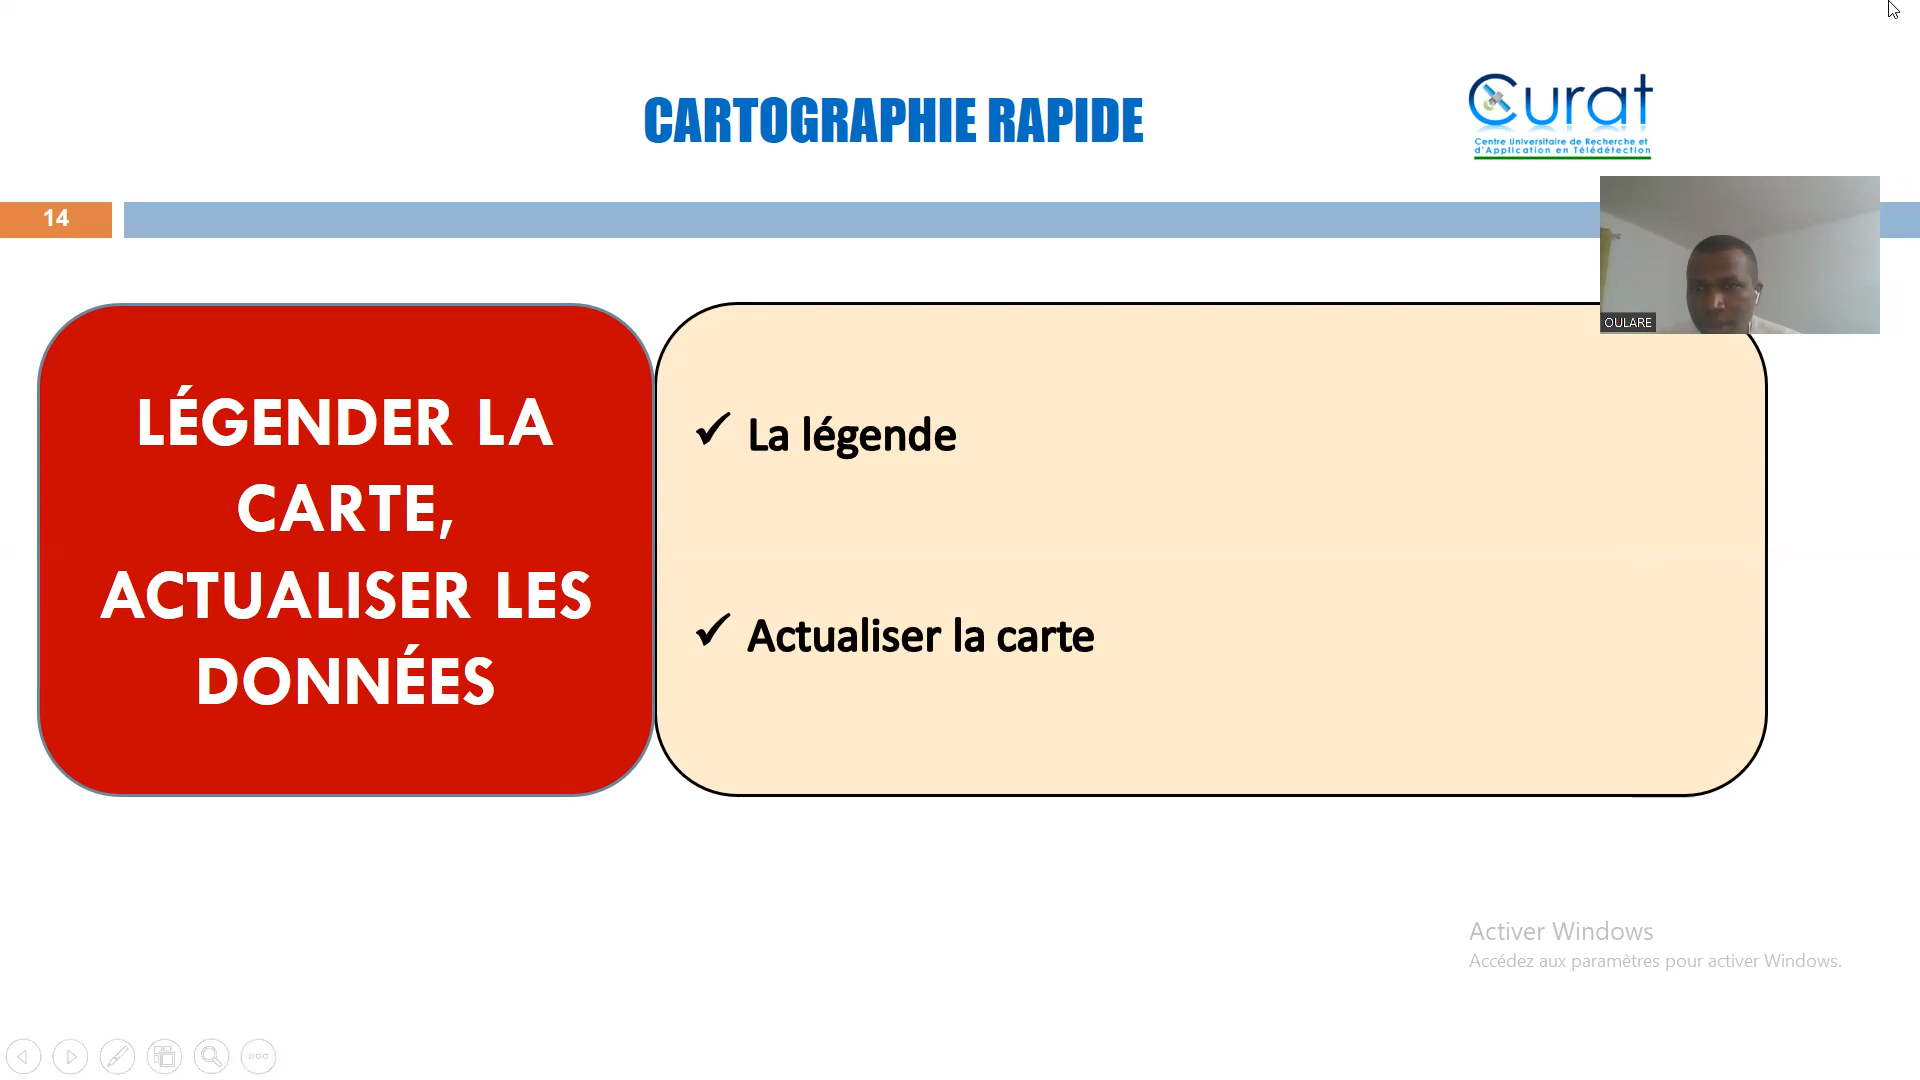 CARTOGRAPHIE RAPIDE
Curat
Centre Universitaire de Recherche et
d'Application en Télédétection
14
OULARE
LÉGENDER LA
CARTE,
ACTUALISER LES
DONNÉES
✓ La légende
✓ Actualiser la carte
Activer Windows
Accédez aux paramètres pour activer Windows.